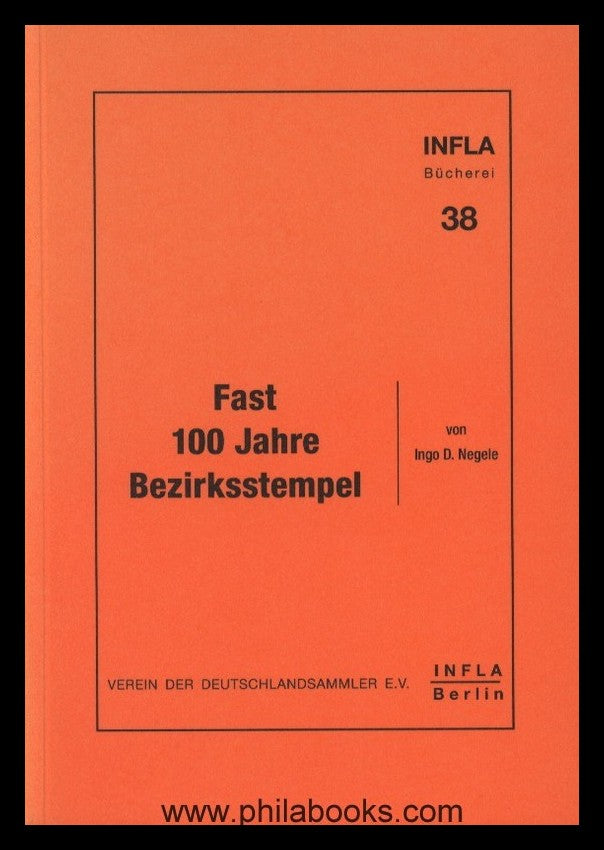 INFLA
Bücherei
38
Fast
100 Jahre
Bezirksstempel
von
Ingo D. Negele
VEREIN DER DEUTSCHLANDSAMMLER E.V.
INFLA
Berlin
www.philabooks.com